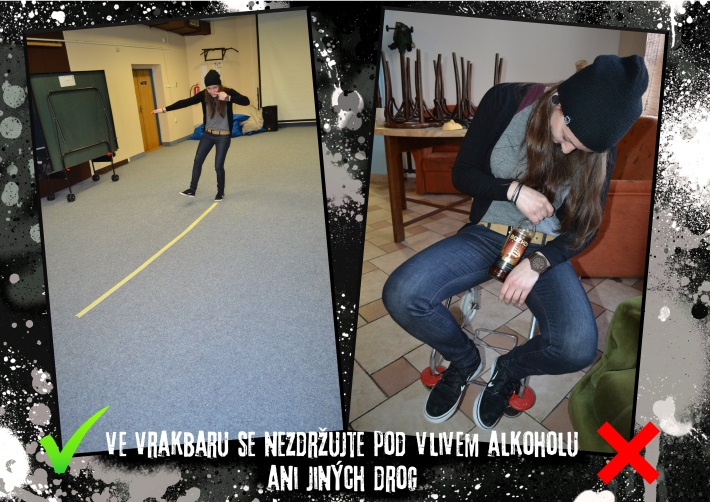 VE VRAKBARU SE NEZDRŽUJTE POD VLIVEM ALKOHOLU
ANI JINÝCH DROG